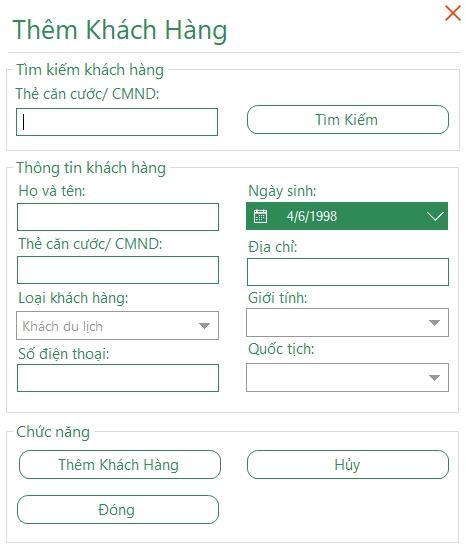 Thêm Khách Hàng
Tìm kiếm khách hàng
Thẻ căn cước/ CMND:
Tìm Kiếm
Thông tin khách hàng
Họ và tên:
Ngày sinh:
4/6/1998
Thẻ căn cước/ CMND:
Địa chỉ:
Loại khách hàng:
Giới tính:
Khách du lịch
Số điện thoại:
Quốc tịch:
Chức năng
Thêm Khách Hàng
Hủy
Đóng